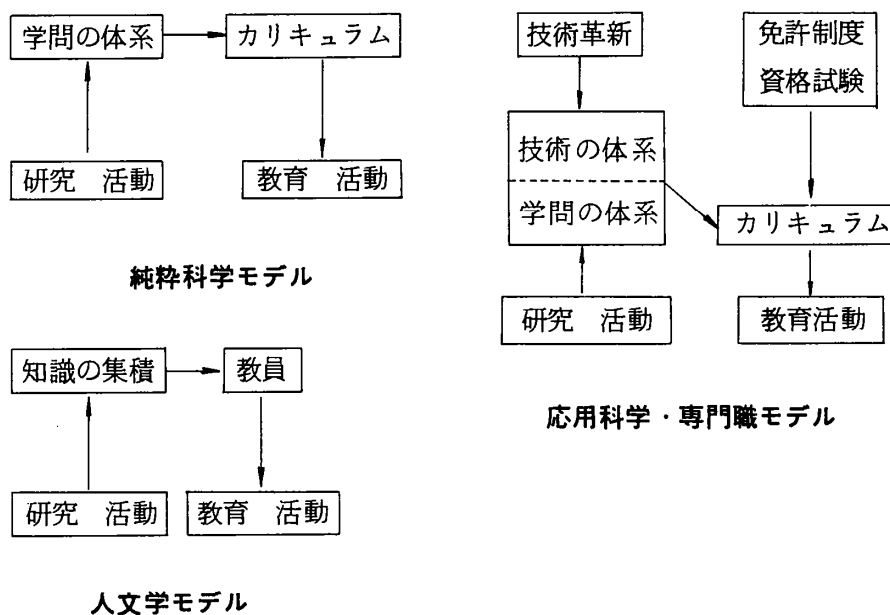 学問の体系
カリキュラム
研究 活動
教育 活動
純粋科学モデル
知識の集積
教員
研究 活動
教育 活動
人文学モデル
技術革新
免許制度
資格試験
技術の体系
学問の体系
カリキュラム
研究 活動
教育活動
応用科学・専門職モデル